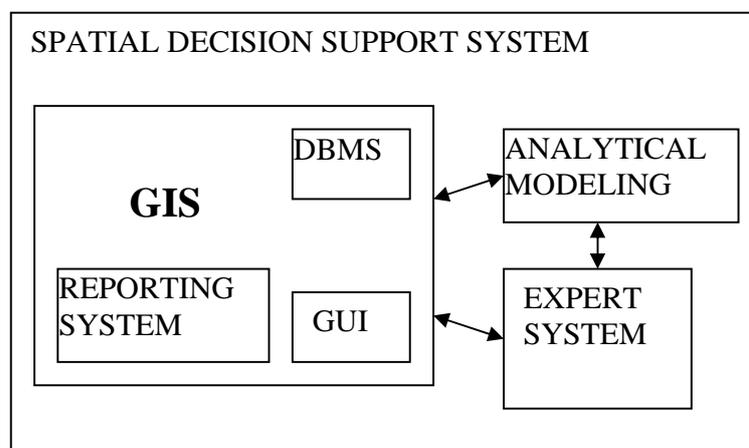 SPATIAL DECISION SUPPORT SYSTEM
DBMS
GIS
REPORTING
SYSTEM
GUI
ANALYTICAL
MODELING
EXPERT
SYSTEM